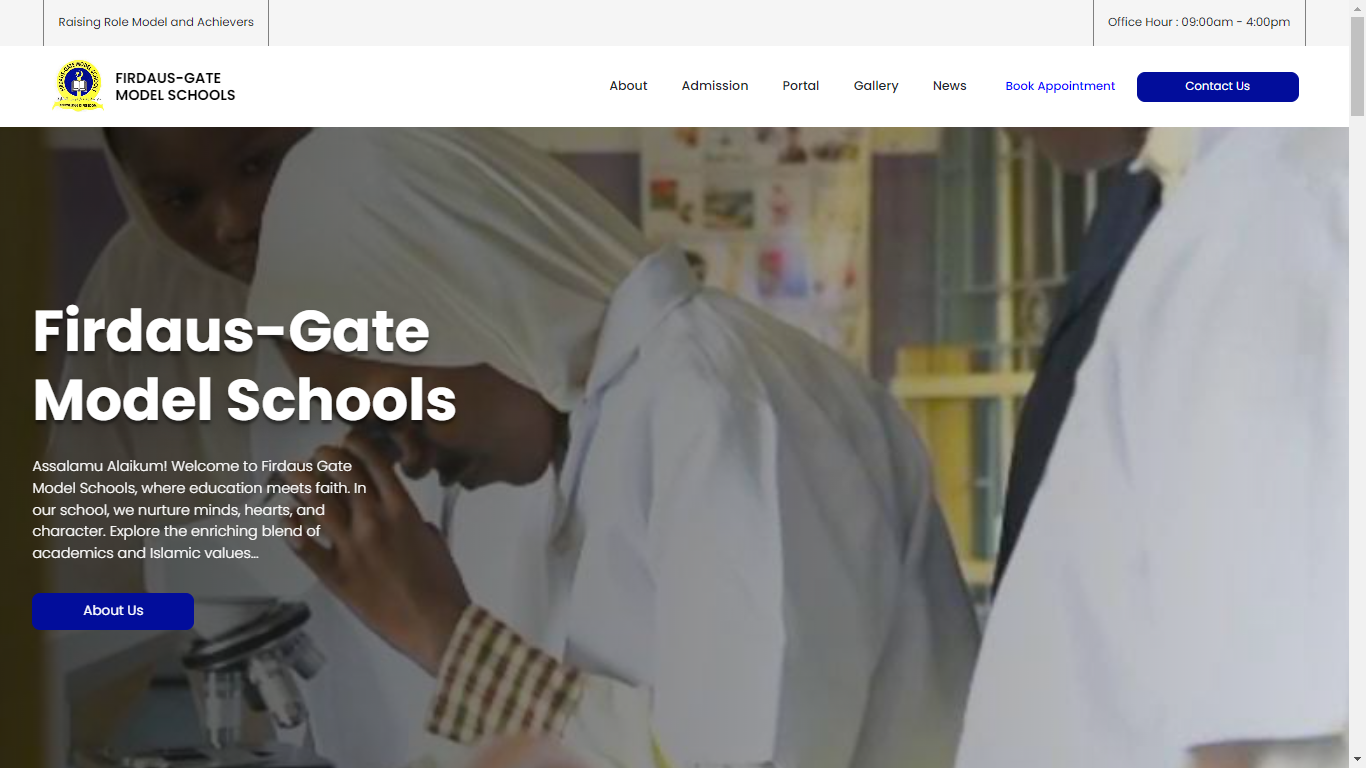 Raising Role Model and Achievers
Office Hour : 09:00am - 4:00pm
FIRDAUS-GATE
MODEL SCHOOLS
About
Admission
Portal
Gallery
News
Book Appointment
Contact Us
Firdaus-Gate
Model Schools
Assalamu Alaikum! Welcome to Firdaus Gate
Model Schools, where education meets faith. In
our school, we nurture minds, hearts, and
character. Explore the enriching blend of
academics and Islamic values...
About Us